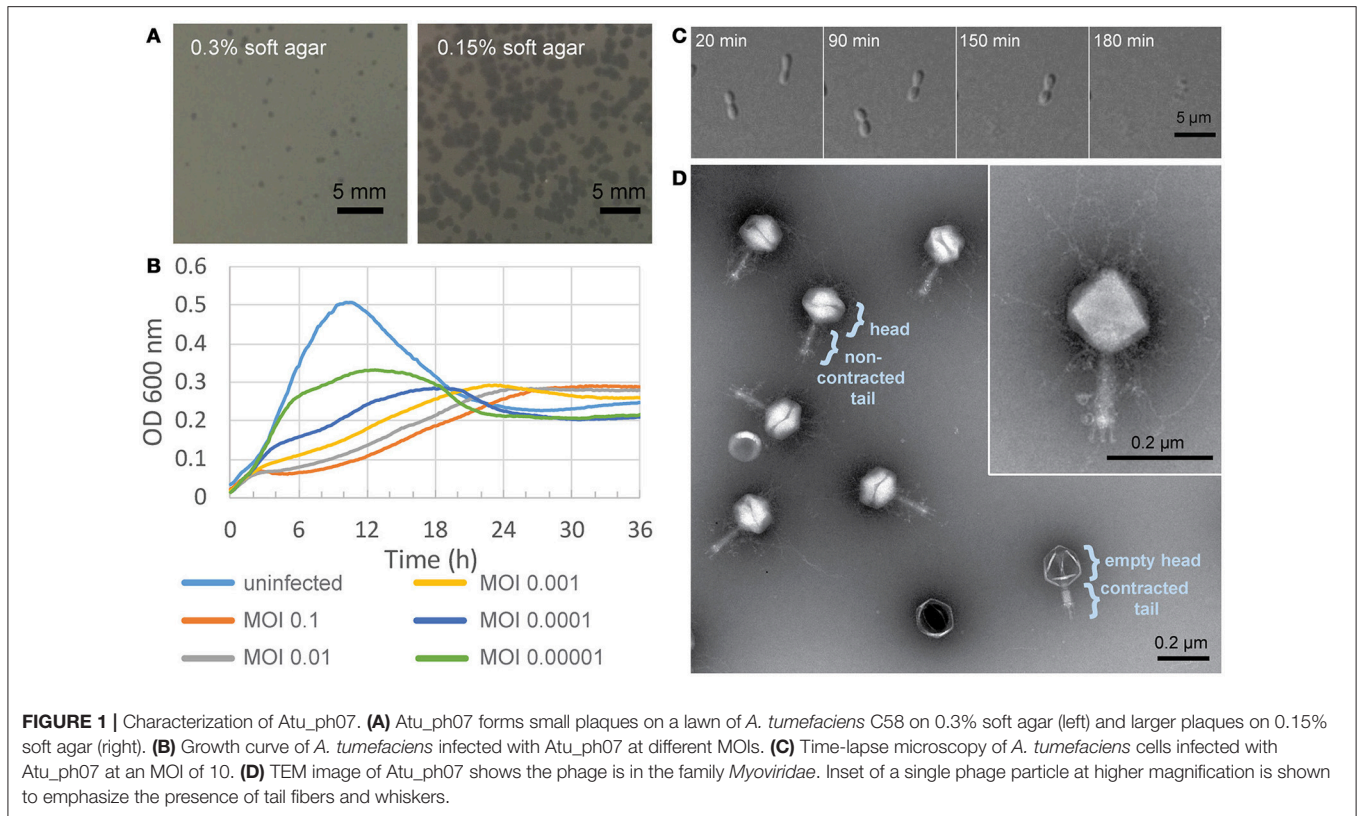 A
0.3% soft agar
5 mm
0.15% soft agar
5 mm
B
OD 600 nm
0.6
0.5
0.4
0.3
0.2
0.1
0
0 6 12 18 24 30 36
Time (h)
uninfected
MOI 0.1
MOI 0.01
MOI 0.001
MOI 0.0001
MOI 0.00001
C
20 min
90 min
150 min
180 min
5 µm
D
head
non-
contracted
tail
0.2 µm
empty head
contracted
tail
0.2 µm
FIGURE 1 | Characterization of Atu_ph07. (A) Atu_ph07 forms small plaques on a lawn of A. tumefaciens C58 on 0.3% soft agar (left) and larger plaques on 0.15%
soft agar (right). (B) Growth curve of A. tumefaciens infected with Atu_ph07 at different MOIs. (C) Time-lapse microscopy of A. tumefaciens cells infected with
Atu_ph07 at an MOI of 10. (D) TEM image of Atu_ph07 shows the phage is in the family Myoviridae. Inset of a single phage particle at higher magnification is shown
to emphasize the presence of tail fibers and whiskers.